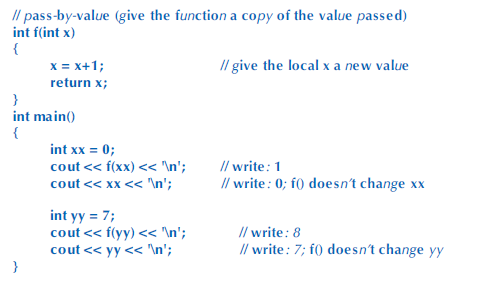 // pass-by-value (give the function a copy of the value passed)
int f(int x)
{
x = x+1; // give the local x a new value
return x;
}
int main()
{
int xx = 0;
cout << f(xx) << '\n'; // write: 1
cout << xx << '\n'; // write: 0; f() doesn’t change xx
int yy = 7;
cout << f(yy) << '\n'; // write: 8
cout << yy << '\n'; // write: 7; f() doesn’t change yy
}